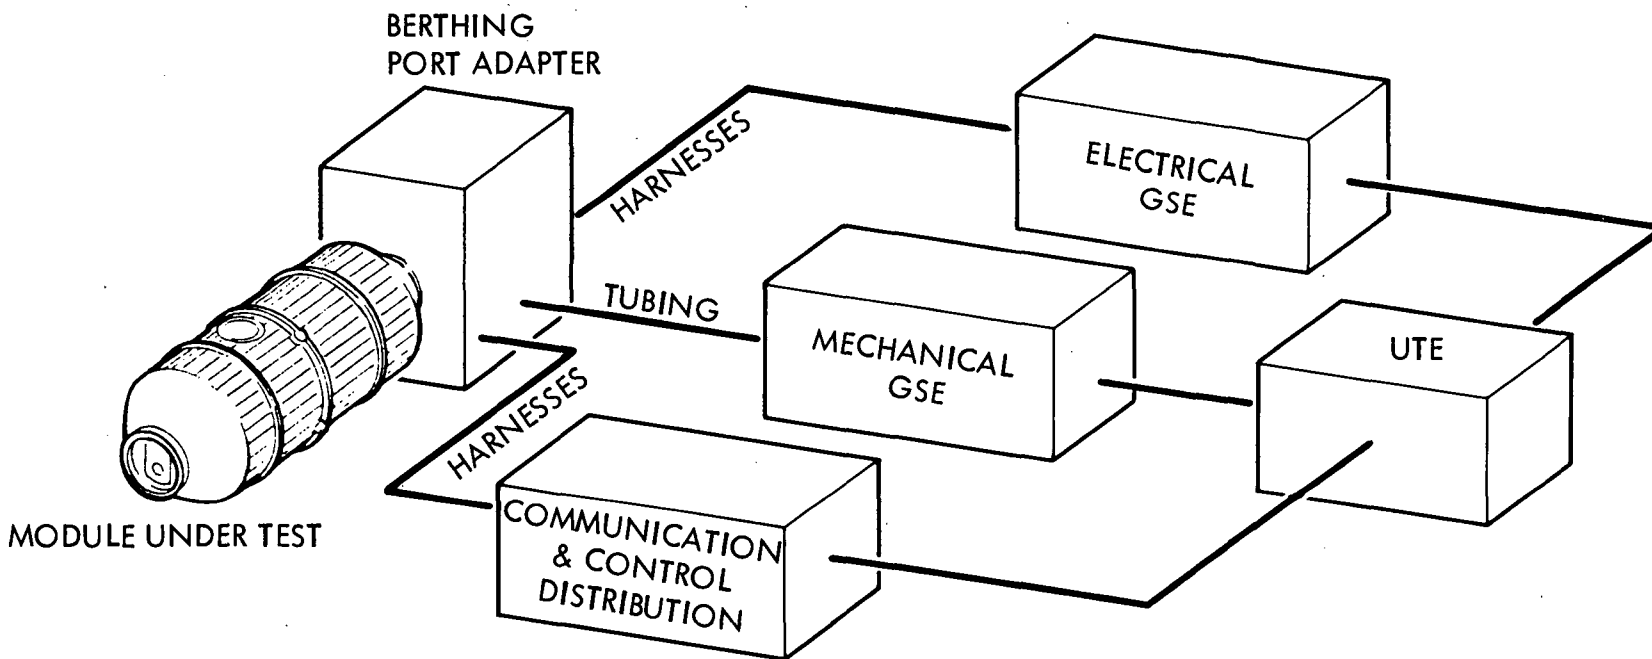 BERTHING
PORT ADAPTER
HARNESSES
ELECTRICAL
GSE
TUBING
MECHANICAL
GSE
UTE
HARNESSES
COMMUNICATION
& CONTROL
DISTRIBUTION
MODULE UNDER TEST